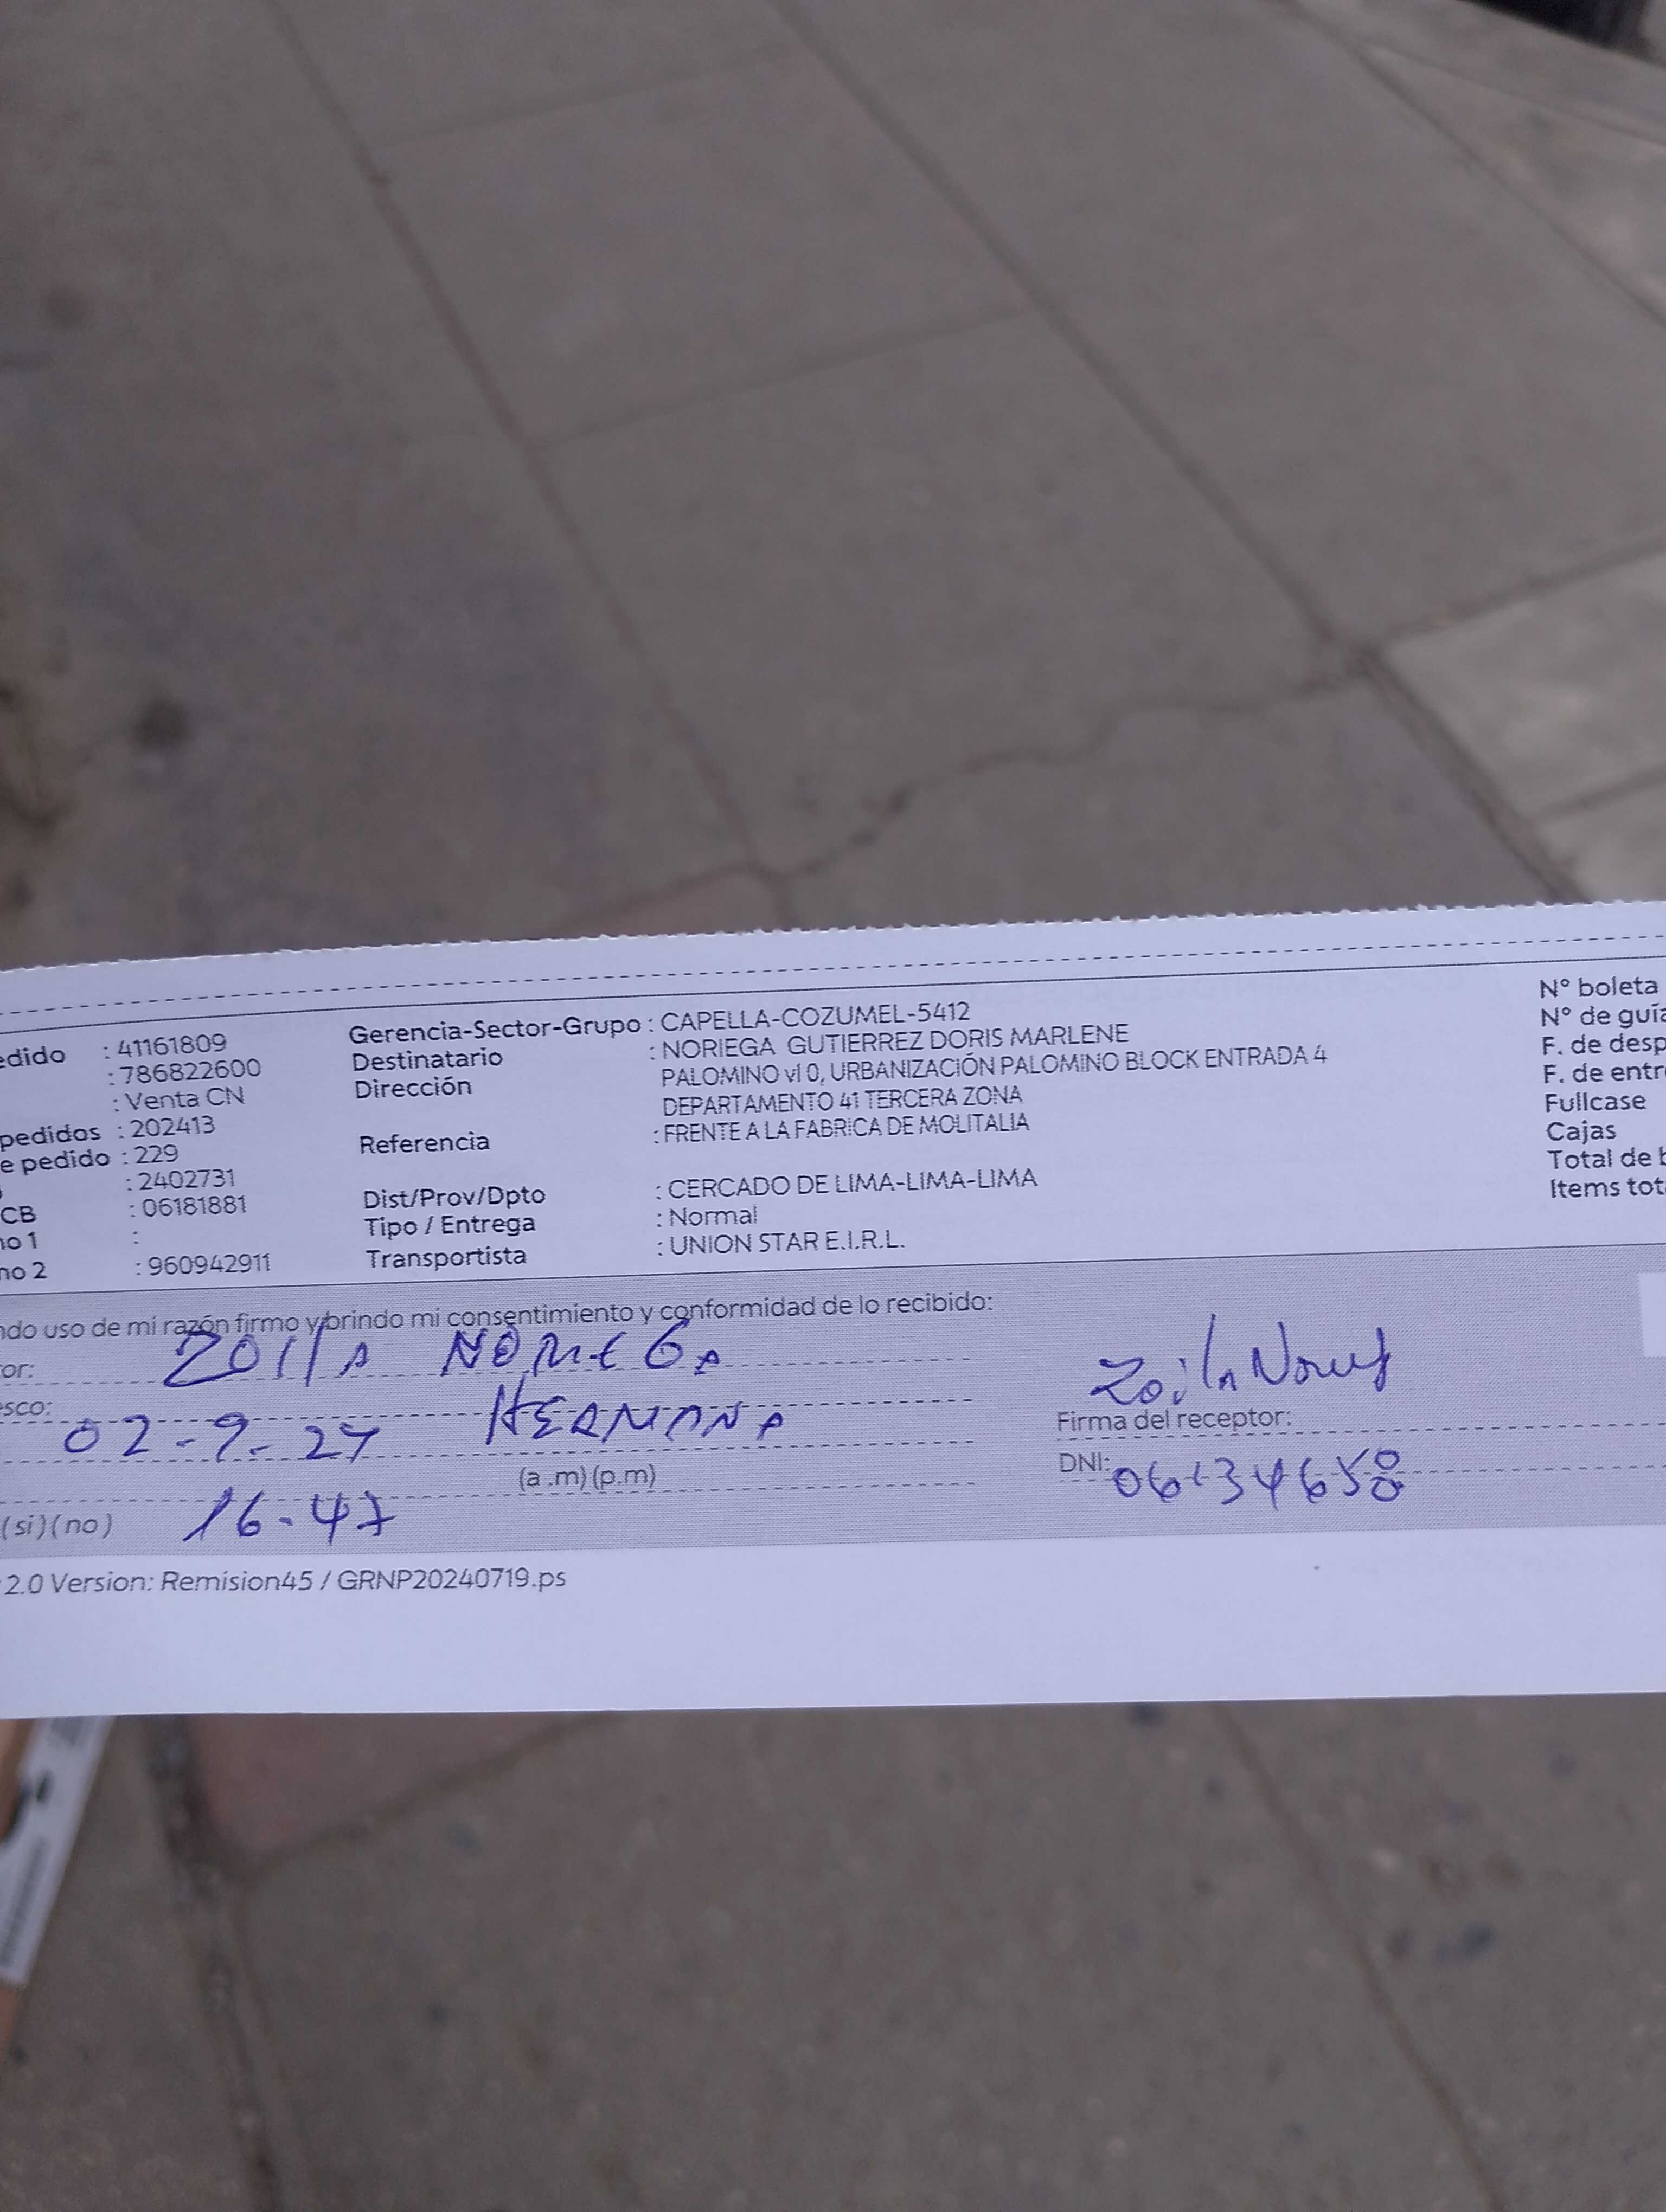 edido : 41161809
: 786822600
: Venta CN
pedidos : 202413
e pedido : 229
: 2402731
CB : 06181881
no 1 :
no 2 : 960942911
Gerencia-Sector-Grupo : CAPELLA-COZUMEL-5412
Destinatario : NORIEGA GUTIERREZ DORIS MARLENE
Dirección PALOMINO vl 0, URBANIZACIÓN PALOMINO BLOCK ENTRADA 4
DEPARTAMENTO 41 TERCERA ZONA
Referencia : FRENTE A LA FABRICA DE MOLITALIA
Dist/Prov/Dpto : CERCADO DE LIMA-LIMA-LIMA
Tipo / Entrega : Normal
Transportista : UNION STAR E.I.R.L.
N° boleta
N° de guía
F. de desp
F. de entr
Fullcase
Cajas
Total de b
Items tot
ndo uso de mi razón firmo y brindo mi consentimiento y conformidad de lo recibido:
or: ZOILA NORIEGA
esco: HERMANA
02-9-24
(a .m) (p.m)
(si) (no) 16-47
Zoila
Firma del receptor:
DNI:
2.0 Version: Remision45 / GRNP20240719.ps